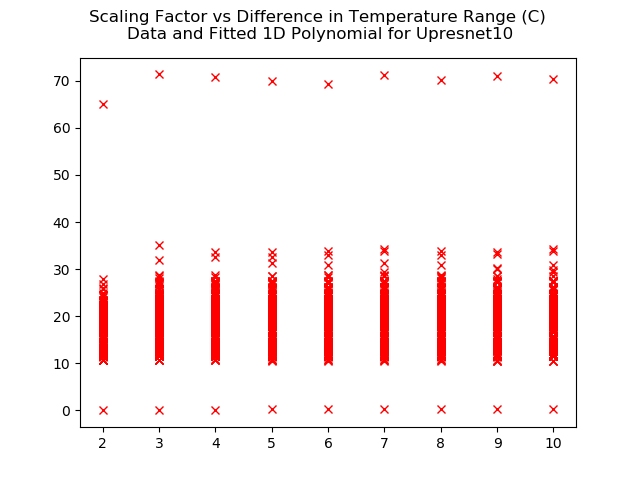 Scaling Factor vs Difference in Temperature Range (C)
Data and Fitted 1D Polynomial for Upresnet10
70
60
50
40
30
20
10
0
2 3 4 5 6 7 8 9 10